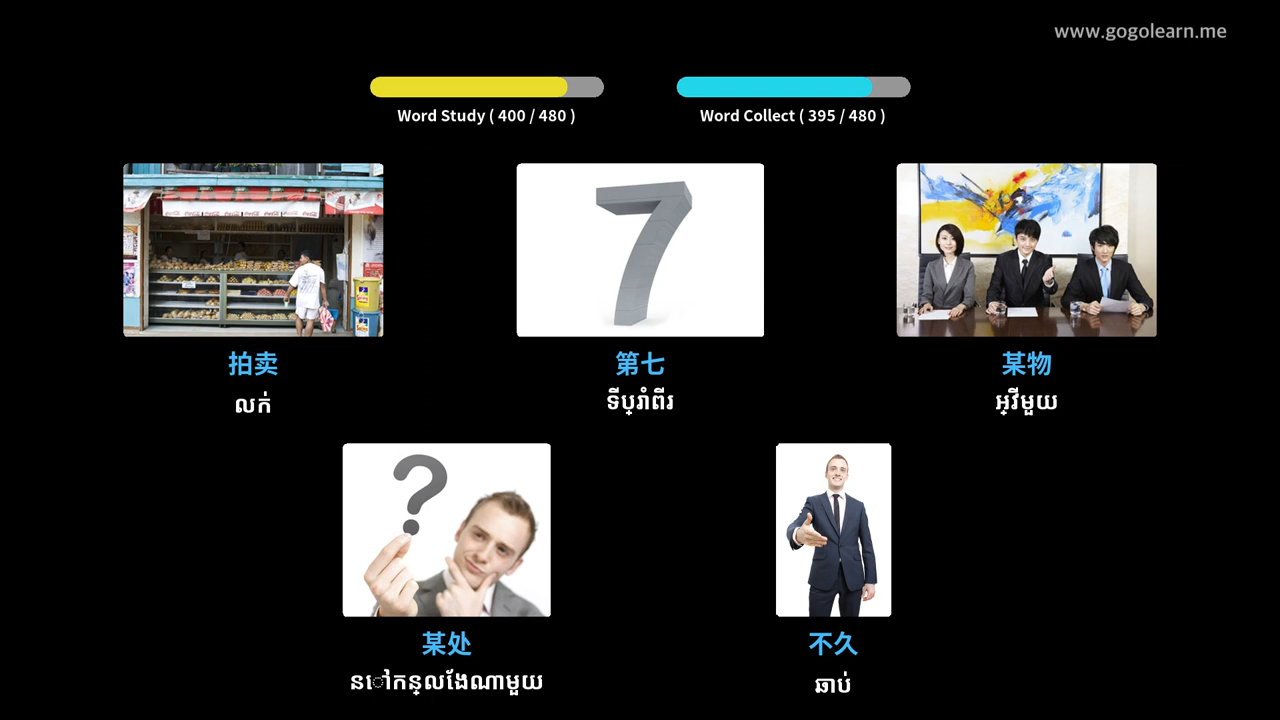 www.gogolearn.me
Word Study ( 400 / 480 )
Word Collect ( 395 / 480 )
拍卖
លក់
第七
ទីប្រាំពីរ
某物
អ្វីមួយ
某处
នៅកន្លែងណាមួយ
不久
ឆាប់